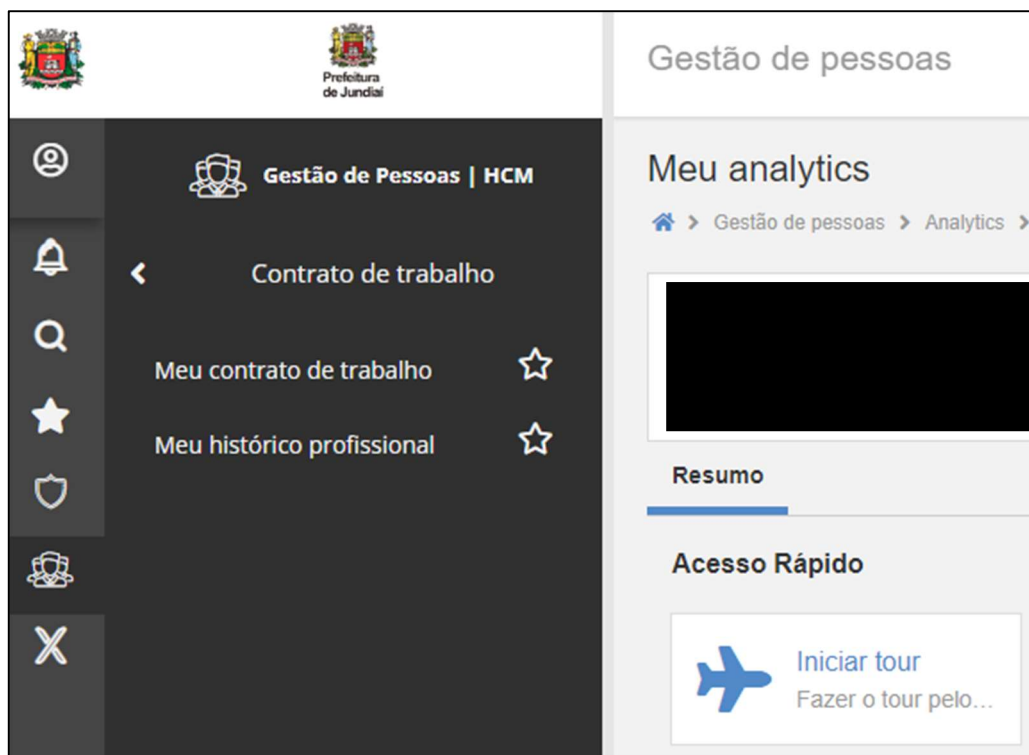 Prefeitura
de Jundiaí
Gestão de Pessoas | HCM
Contrato de trabalho
Meu contrato de trabalho
Meu histórico profissional
Gestão de pessoas
Meu analytics
Gestão de pessoas > Analytics >
Resumo
Acesso Rápido
Iniciar tour
Fazer o tour pelo...